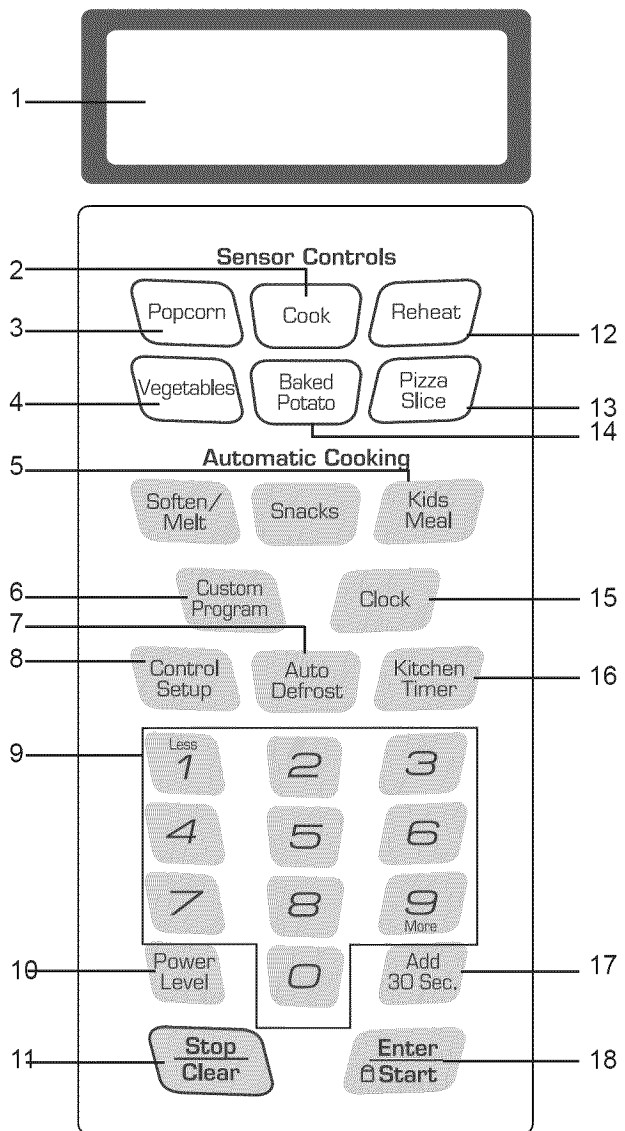 1
Sensor Controls
2
Popcorn
Cook
Reheat
3
12
Vegetables
Baked
Potato
Pizza
Slice
4
13
14
Automatic Cooking
5
Soften/
Melt
Snacks
Kids
Meal
6
Custom
Program
Clock
15
7
8
Control
Setup
Auto
Defrost
Kitchen
Timer
16
9
Less
1
2
3
4
5
6
7
8
9
More
10
Power
Level
0
Add
30 Sec.
17
11
Stop
Clear
Enter
Start
18